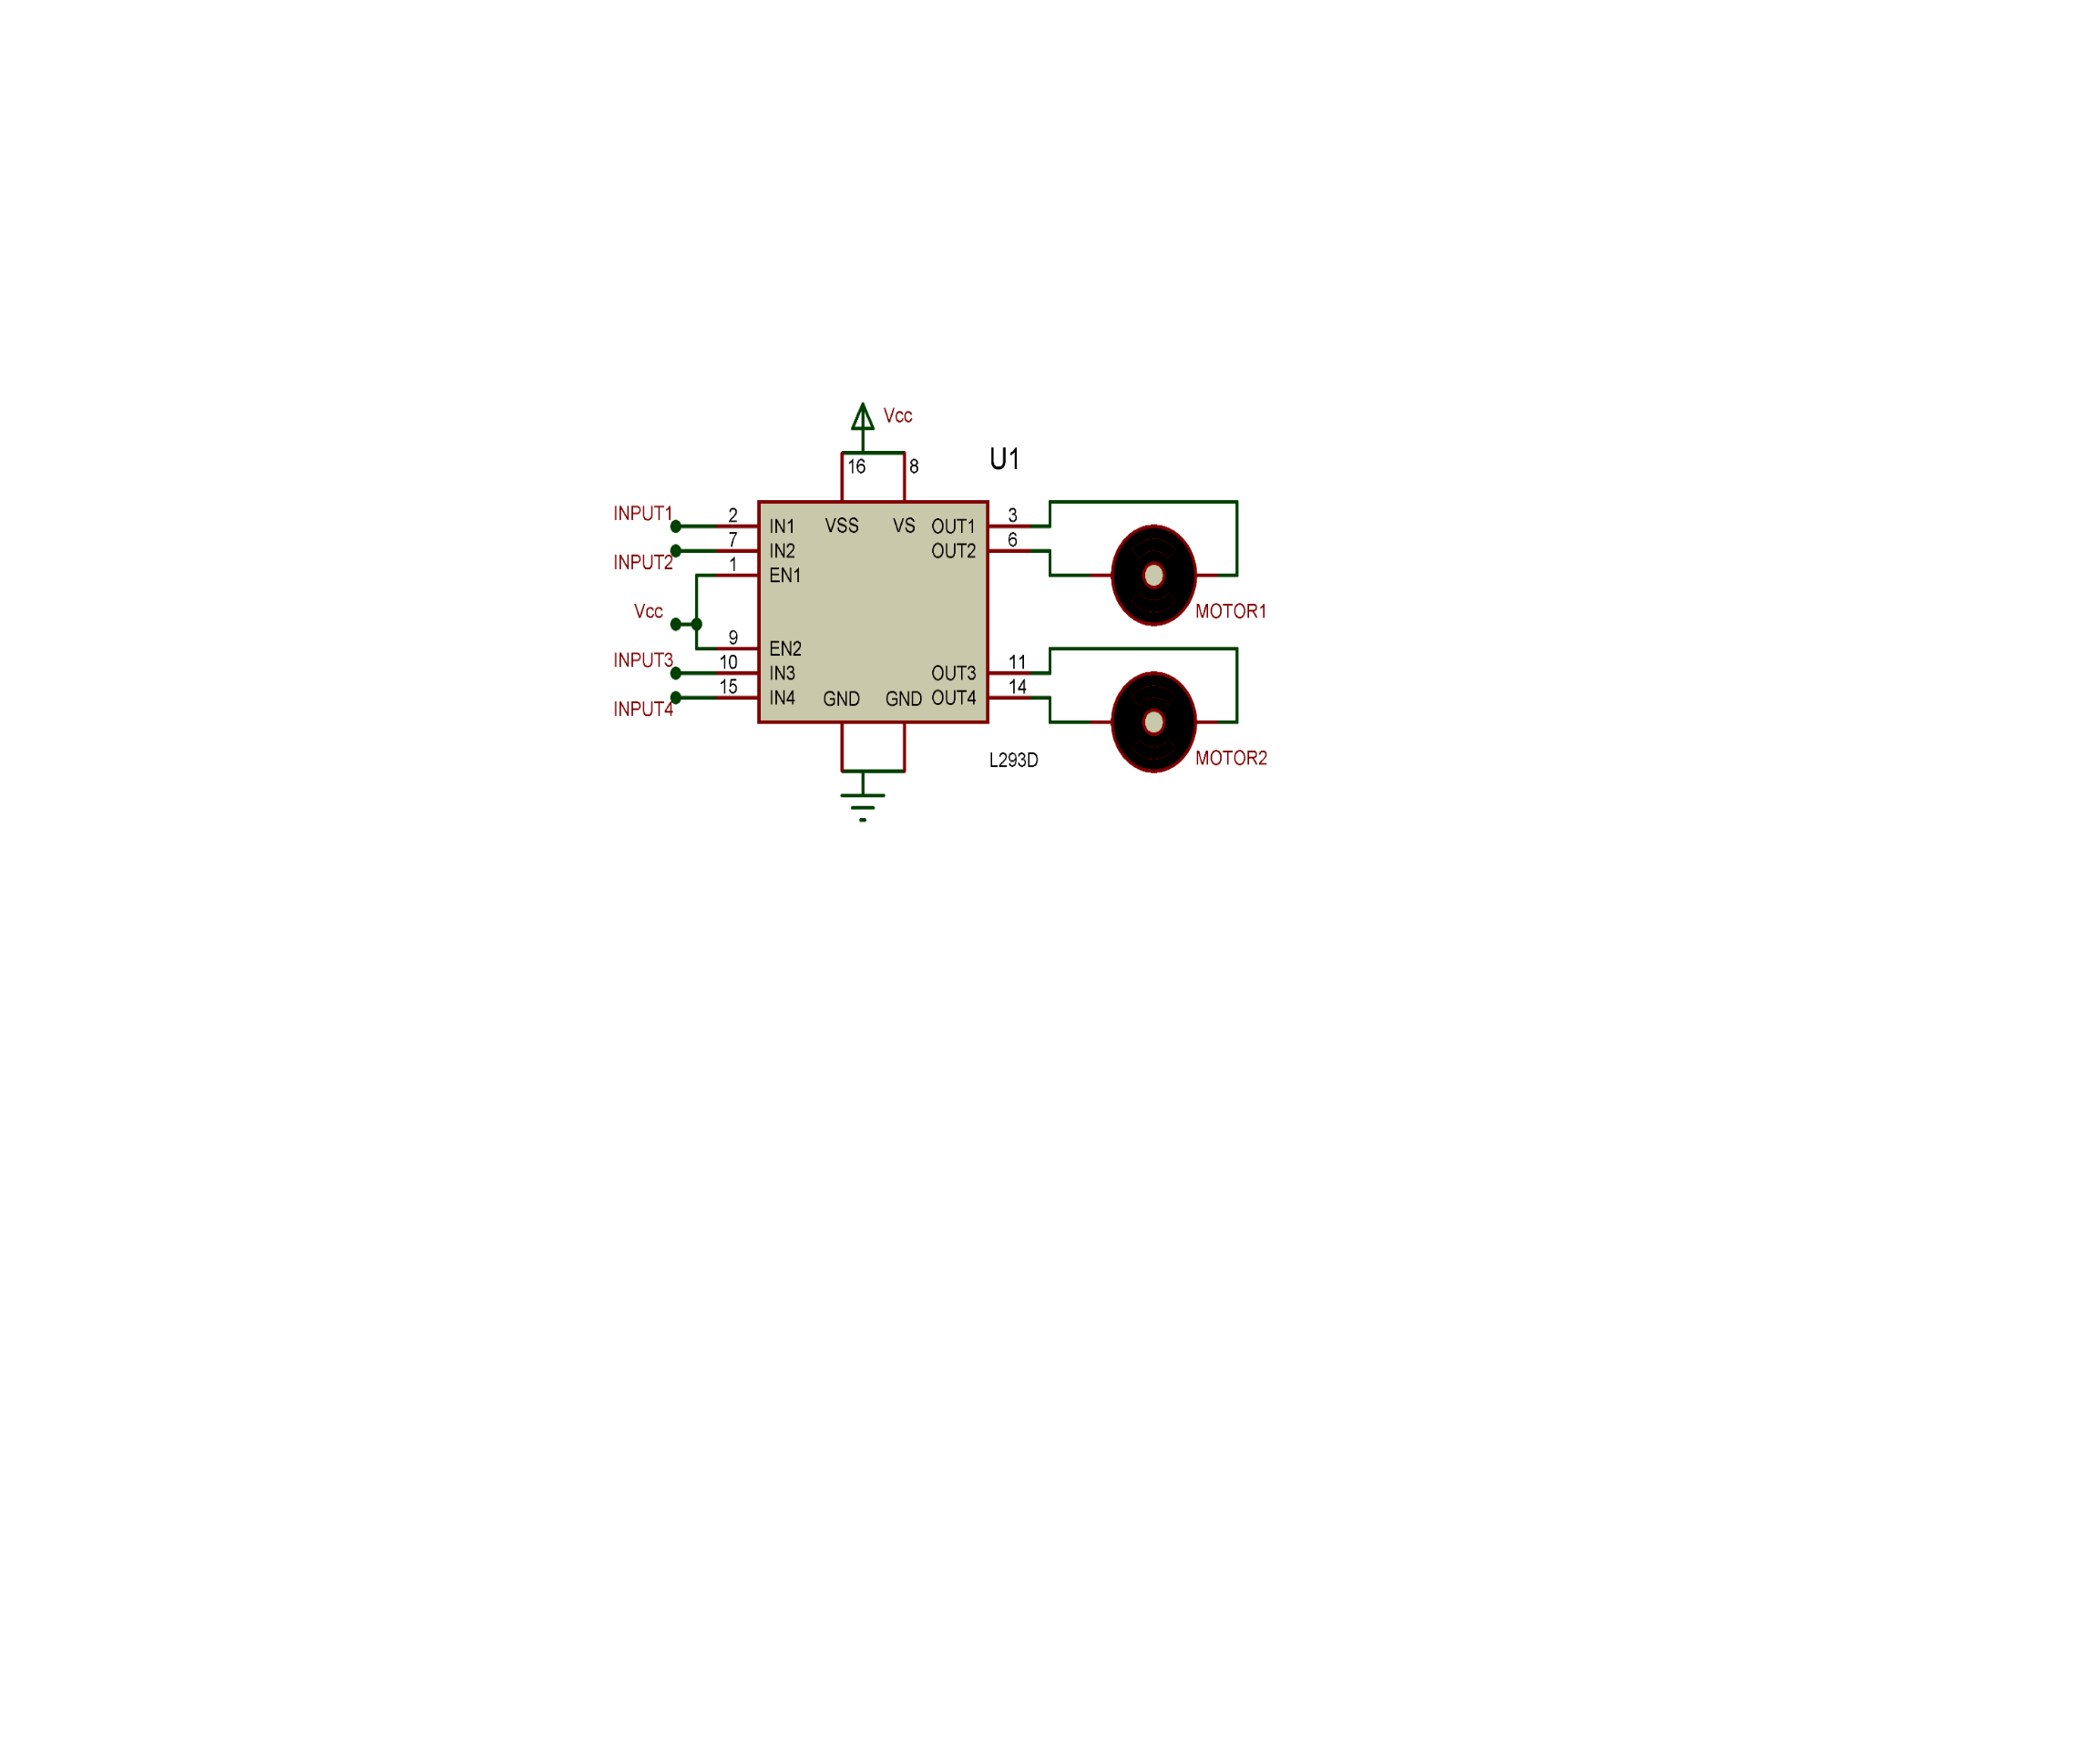 Vcc
U1
16
8
INPUT1
2
IN1
VSS
VS
OUT1
3
INPUT2
7
IN2
OUT2
6
1
EN1
Vcc
MOTOR1
9
EN2
INPUT3
10
IN3
OUT3
11
INPUT4
15
IN4
GND
GND
OUT4
14
L293D
MOTOR2